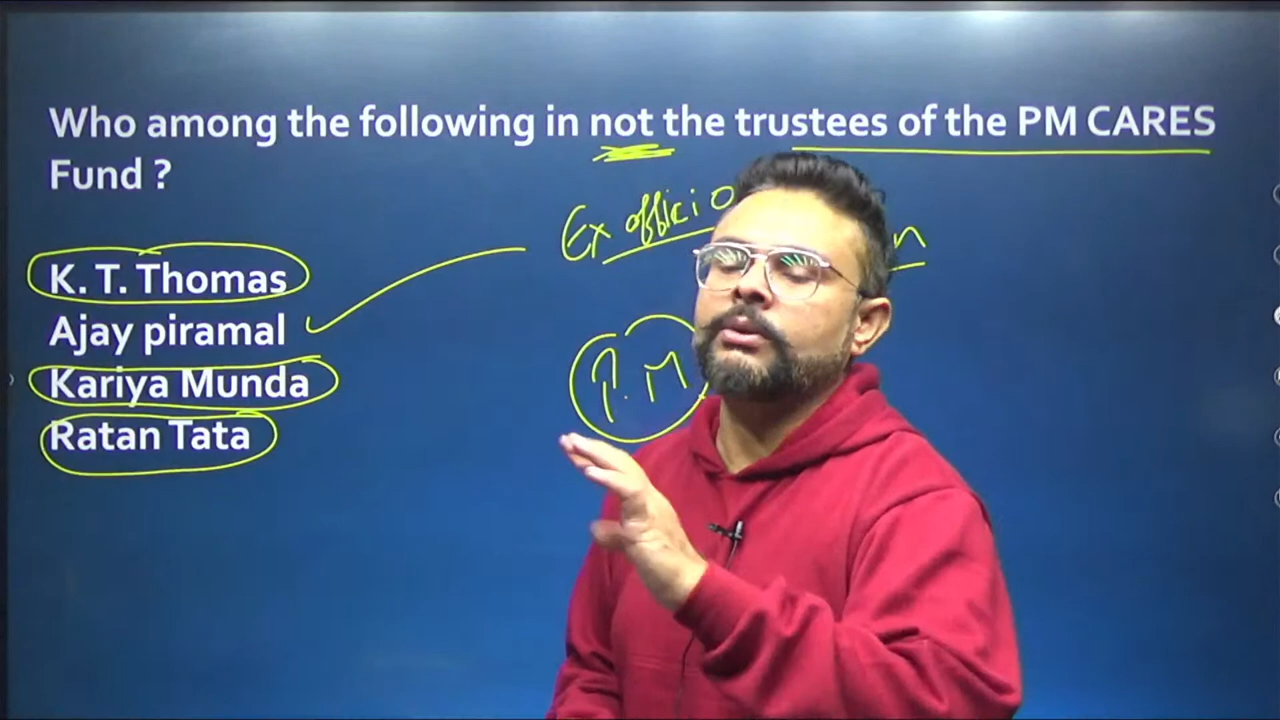 Who among the following in not the trustees of the PM CARES
Fund ?
Ex officio
K. T. Thomas
Ajay piramal
P.M
Kariya Munda
Ratan Tata